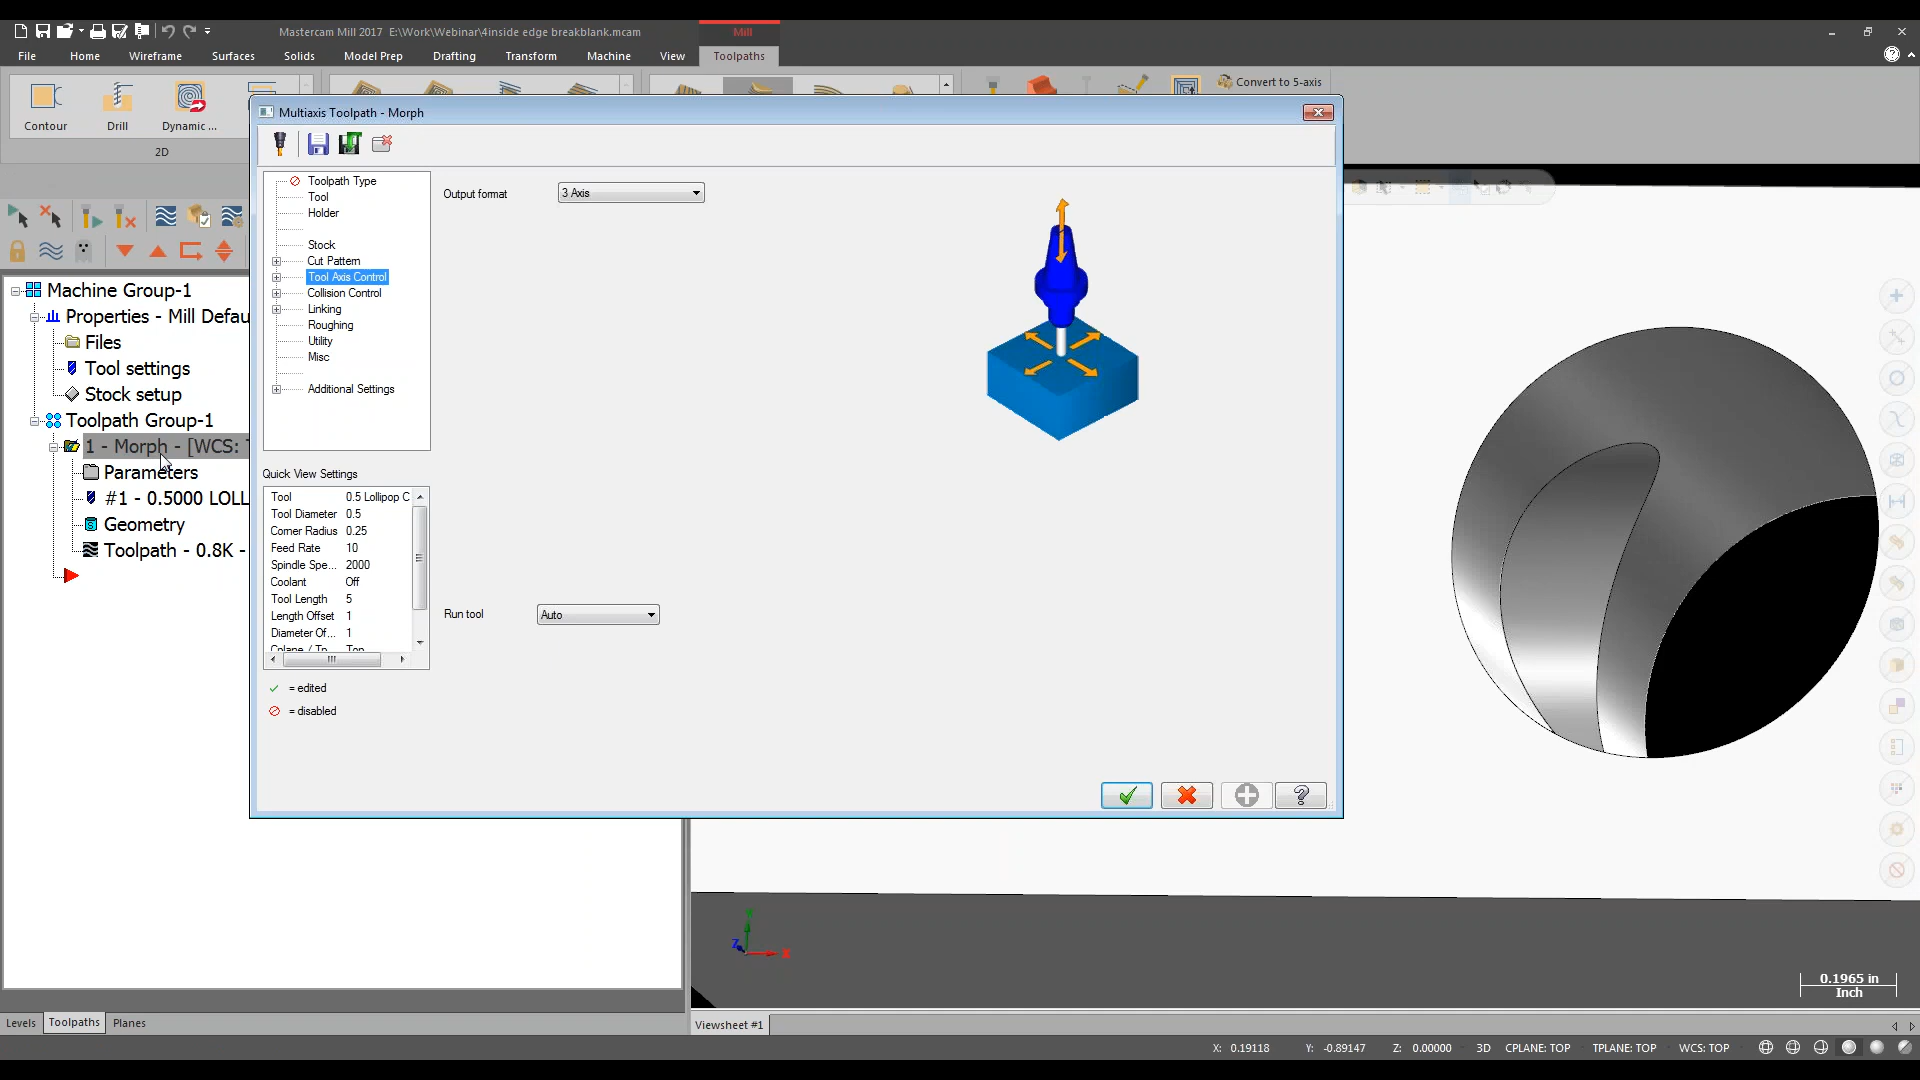 Mastercam Mill 2017 E:\Work\Webinar\4inside edge breakblank.mcam
Mill
File Home Wireframe Surfaces Solids Model Prep Drafting Transform Machine View Toolpaths
Convert to 5-axis
Contour Drill Dynamic ...
2D
Multiaxis Toolpath - Morph
Toolpath Type
Tool
Holder
Stock
Cut Pattern
Tool Axis Control
Collision Control
Linking
Roughing
Utility
Misc
Additional Settings
Output format 3 Axis
Run tool Auto
Quick View Settings
Tool 0.5 Lollipop C
Tool Diameter 0.5
Corner Radius 0.25
Feed Rate 10
Spindle Spe... 2000
Coolant Off
Tool Length 5
Length Offset 1
Diameter Of... 1
Cplane / Tp... Top
= edited
= disabled
Machine Group-1
Properties - Mill Defau
Files
Tool settings
Stock setup
Toolpath Group-1
1 - Morph - [WCS: T
Parameters
#1 - 0.5000 LOLL
Geometry
Toolpath - 0.8K -
0.1965 in
Inch
Z X
Levels Toolpaths Planes
Viewsheet #1
X: 0.19118 Y: -0.89147 Z: 0.00000 3D CPLANE: TOP TPLANE: TOP WCS: TOP